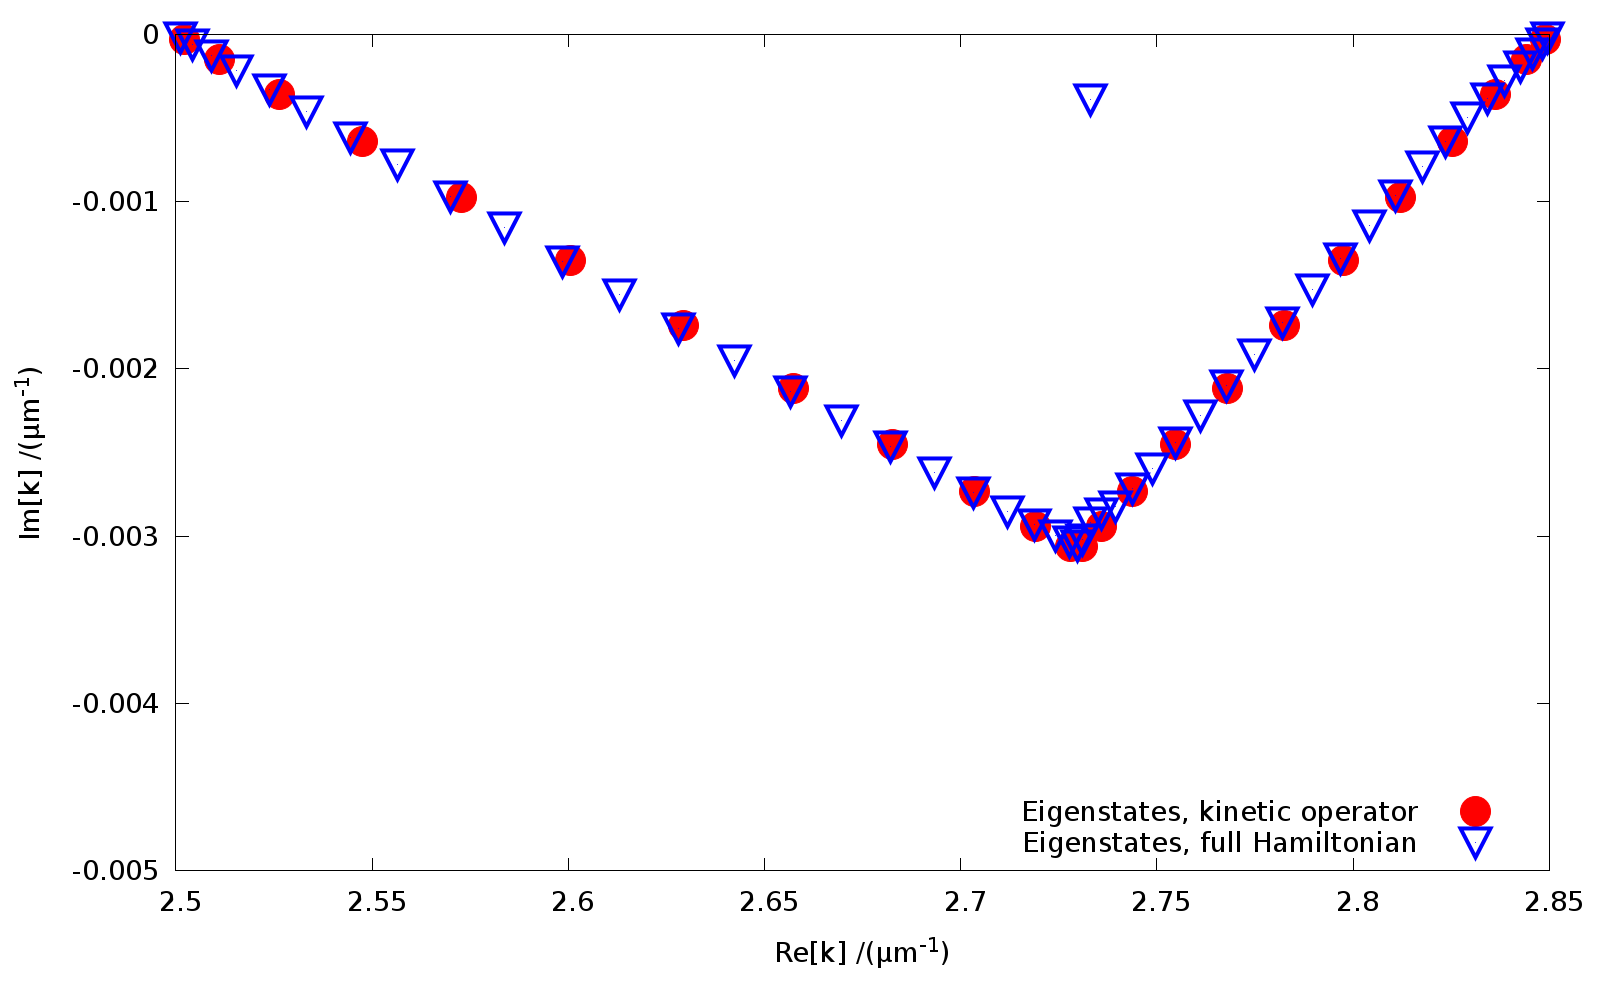 0
-0.001
-0.002
-0.003
-0.004
-0.005
2.5 2.55 2.6 2.65 2.7 2.75 2.8 2.85
Im[k] /(μm⁻¹)
Re[k] /(μm⁻¹)
Eigenstates, kinetic operator
Eigenstates, full Hamiltonian